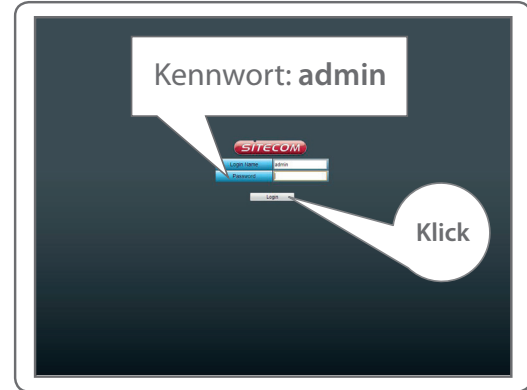 Kennwort: admin
SITECOM
Login Name admin
Password
Login
Klick